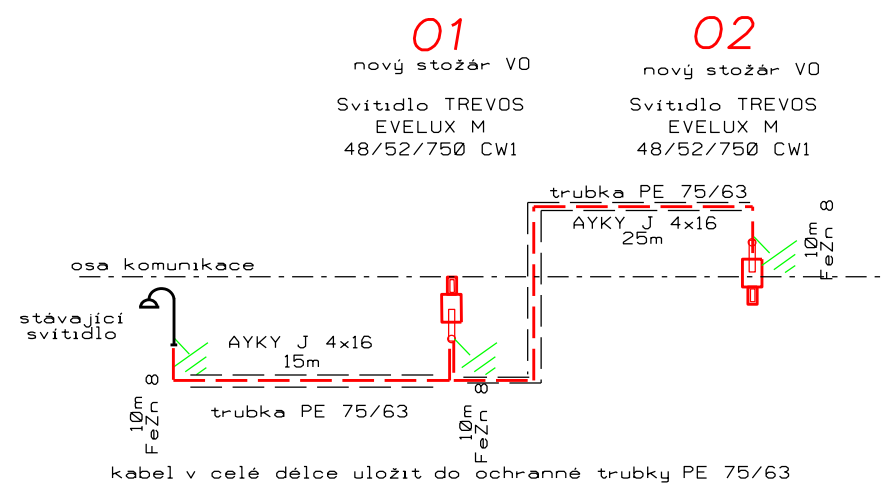 01
nový stožár VO
Svítidlo TREVOS
EVELUX M
48/52/750 CW1
02
nový stožár VO
Svítidlo TREVOS
EVELUX M
48/52/750 CW1
trubka PE 75/63
AYKY J 4x16
25m
10m
FeZn 8
osa komunikace
stávající
svítidlo
AYKY J 4x16
15m
trubka PE 75/63
10m
FeZn 8
10m
FeZn 8
kabel v celé délce uložit do ochranné trubky PE 75/63